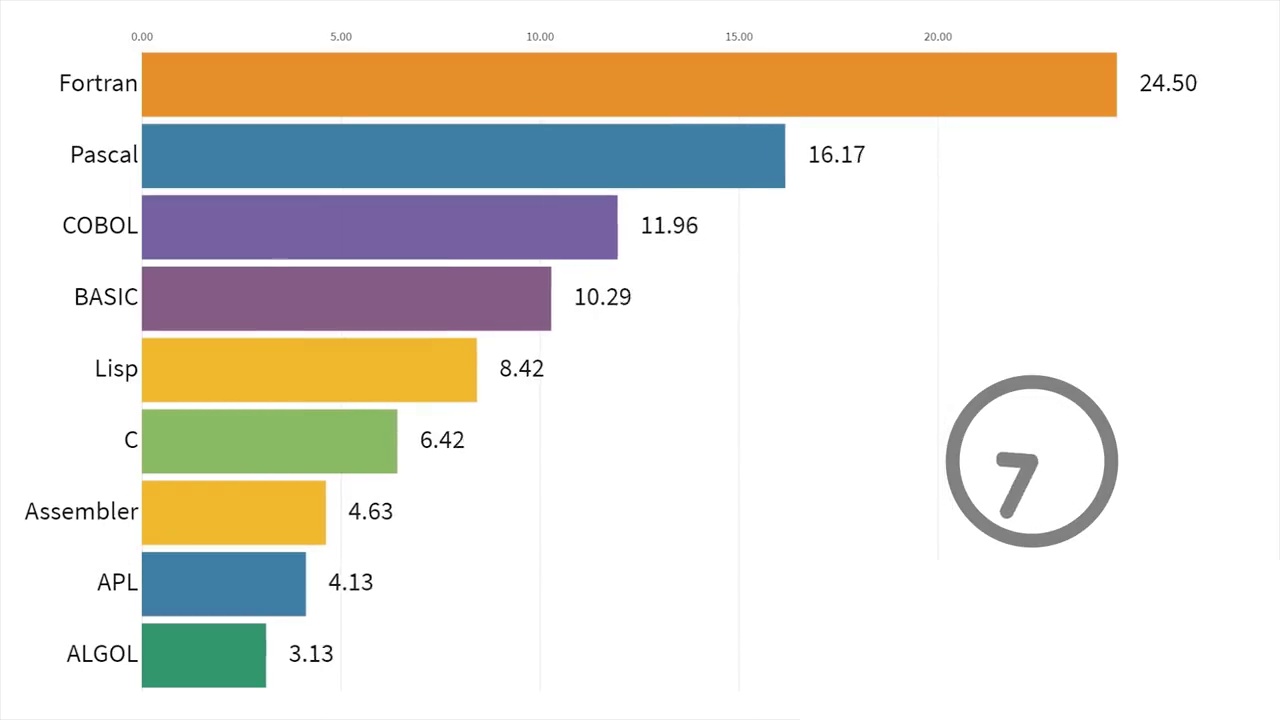 0.00 5.00 10.00 15.00 20.00
Fortran 24.50
Pascal 16.17
COBOL 11.96
BASIC 10.29
Lisp 8.42
C 6.42
Assembler 4.63
APL 4.13
ALGOL 3.13